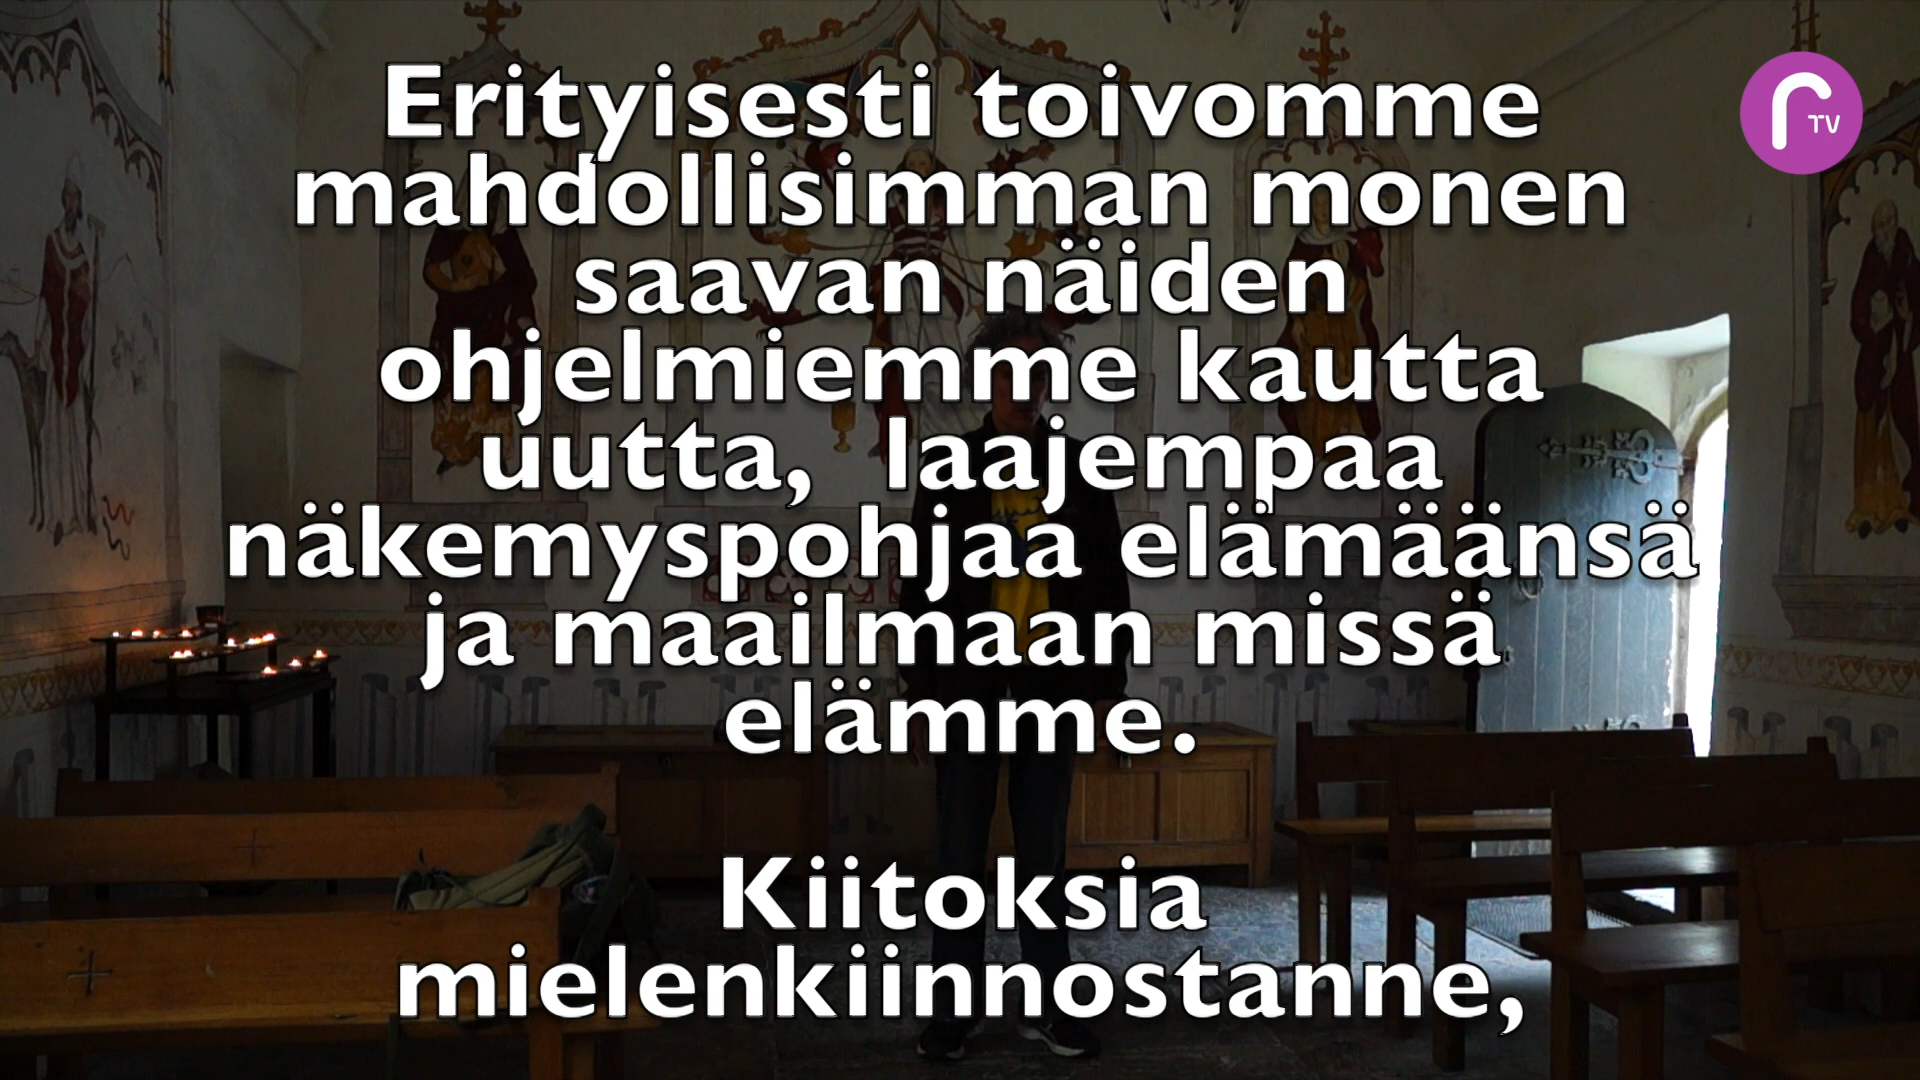 r TV
Erityisesti toivomme
mahdollisimman monen
saavan näiden
ohjelmiemme kautta
uutta, laajempaa
näkemyspohjaa elämäänsä
ja maailmaan missä
elämme.
Kiitoksia
mielenkiinnostanne,